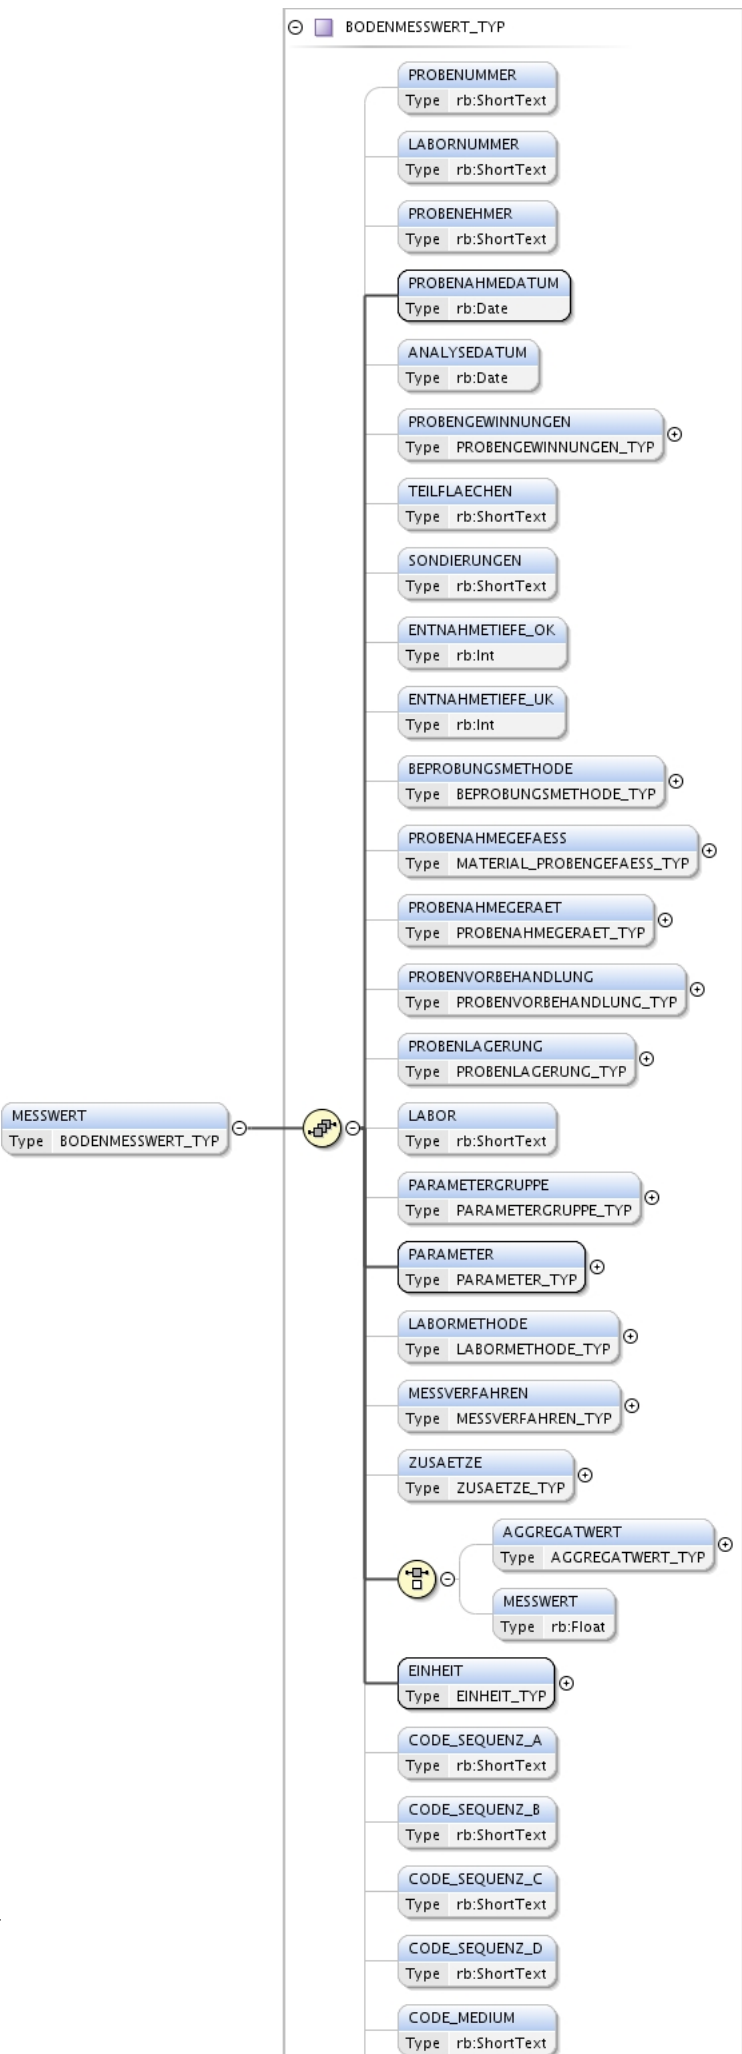 BODENMESSWERT_TYP
PROBENUMMER
Type rb:ShortText
LABORNUMMER
Type rb:ShortText
PROBENEHMER
Type rb:ShortText
PROBENAHMEDATUM
Type rb:Date
ANALYSEDATUM
Type rb:Date
PROBENGEWINNUNGEN
Type PROBENGEWINNUNGEN_TYP
TEILFLAECHEN
Type rb:ShortText
SONDIERUNGEN
Type rb:ShortText
ENTNAHMETIEFE_OK
Type rb:Int
ENTNAHMETIEFE_UK
Type rb:Int
BEPROBUNGSMETHODE
Type BEPROBUNGSMETHODE_TYP
PROBENAHMEGEFAESS
Type MATERIAL_PROBENGEFAESS_TYP
PROBENAHMEGERAET
Type PROBENAHMEGERAET_TYP
PROBENVORBEHANDLUNG
Type PROBENVORBEHANDLUNG_TYP
PROBENLAGERUNG
Type PROBENLAGERUNG_TYP
MESSWERT
Type BODENMESSWERT_TYP
LABOR
Type rb:ShortText
PARAMETERGRUPPE
Type PARAMETERGRUPPE_TYP
PARAMETER
Type PARAMETER_TYP
LABORMETHODE
Type LABORMETHODE_TYP
MESSVERFAHREN
Type MESSVERFAHREN_TYP
ZUSAETZE
Type ZUSAETZE_TYP
AGGREGATWERT
Type AGGREGATWERT_TYP
MESSWERT
Type rb:Float
EINHEIT
Type EINHEIT_TYP
CODE_SEQUENZ_A
Type rb:ShortText
CODE_SEQUENZ_B
Type rb:ShortText
CODE_SEQUENZ_C
Type rb:ShortText
CODE_SEQUENZ_D
Type rb:ShortText
CODE_MEDIUM
Type rb:ShortText